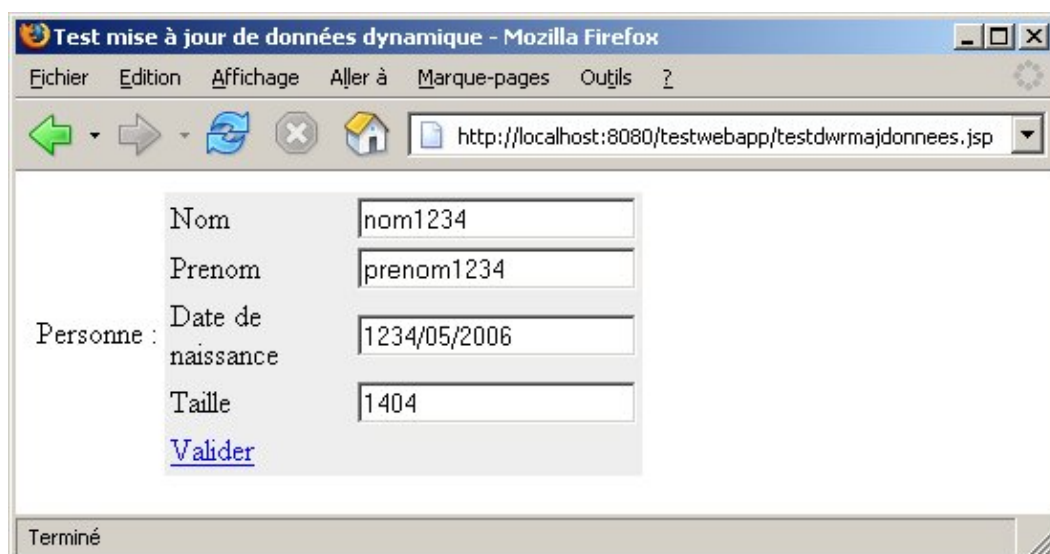 Test mise à jour de données dynamique - Mozilla Firefox
Fichier Edition Affichage Aller à Marque-pages Outils ?
http://localhost:8080/testwebapp/testdwrmajdonnees.jsp
Nom nom1234
Prenom prenom1234
Personne :
Date de naissance 1234/05/2006
Taille 1404
Valider
Terminé